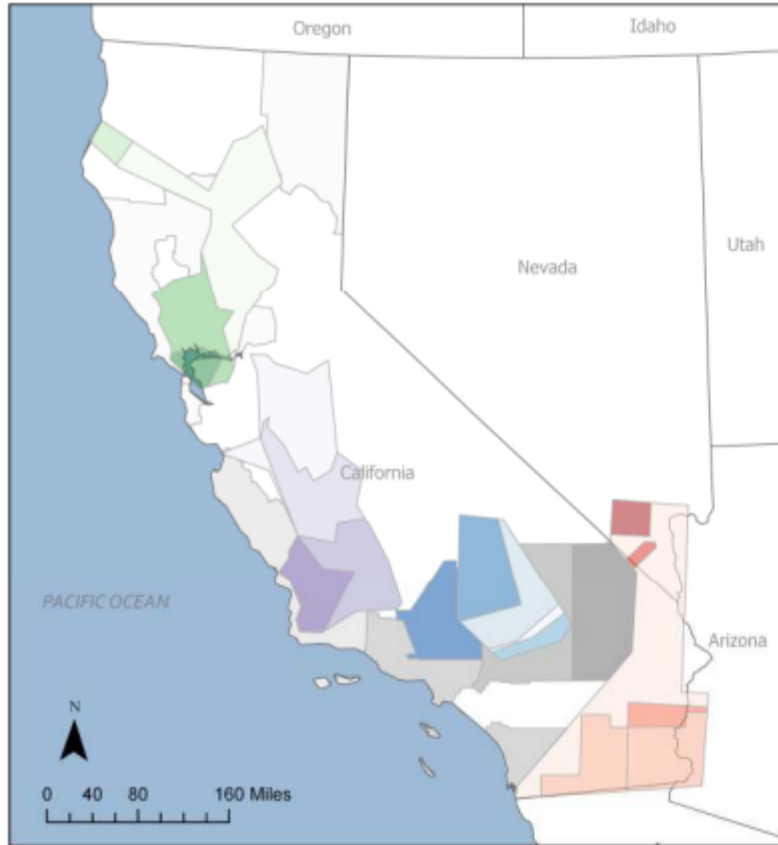 Oregon
Idaho
Nevada
Utah
California
PACIFIC OCEAN
Arizona
N
0 40 80 160 Miles